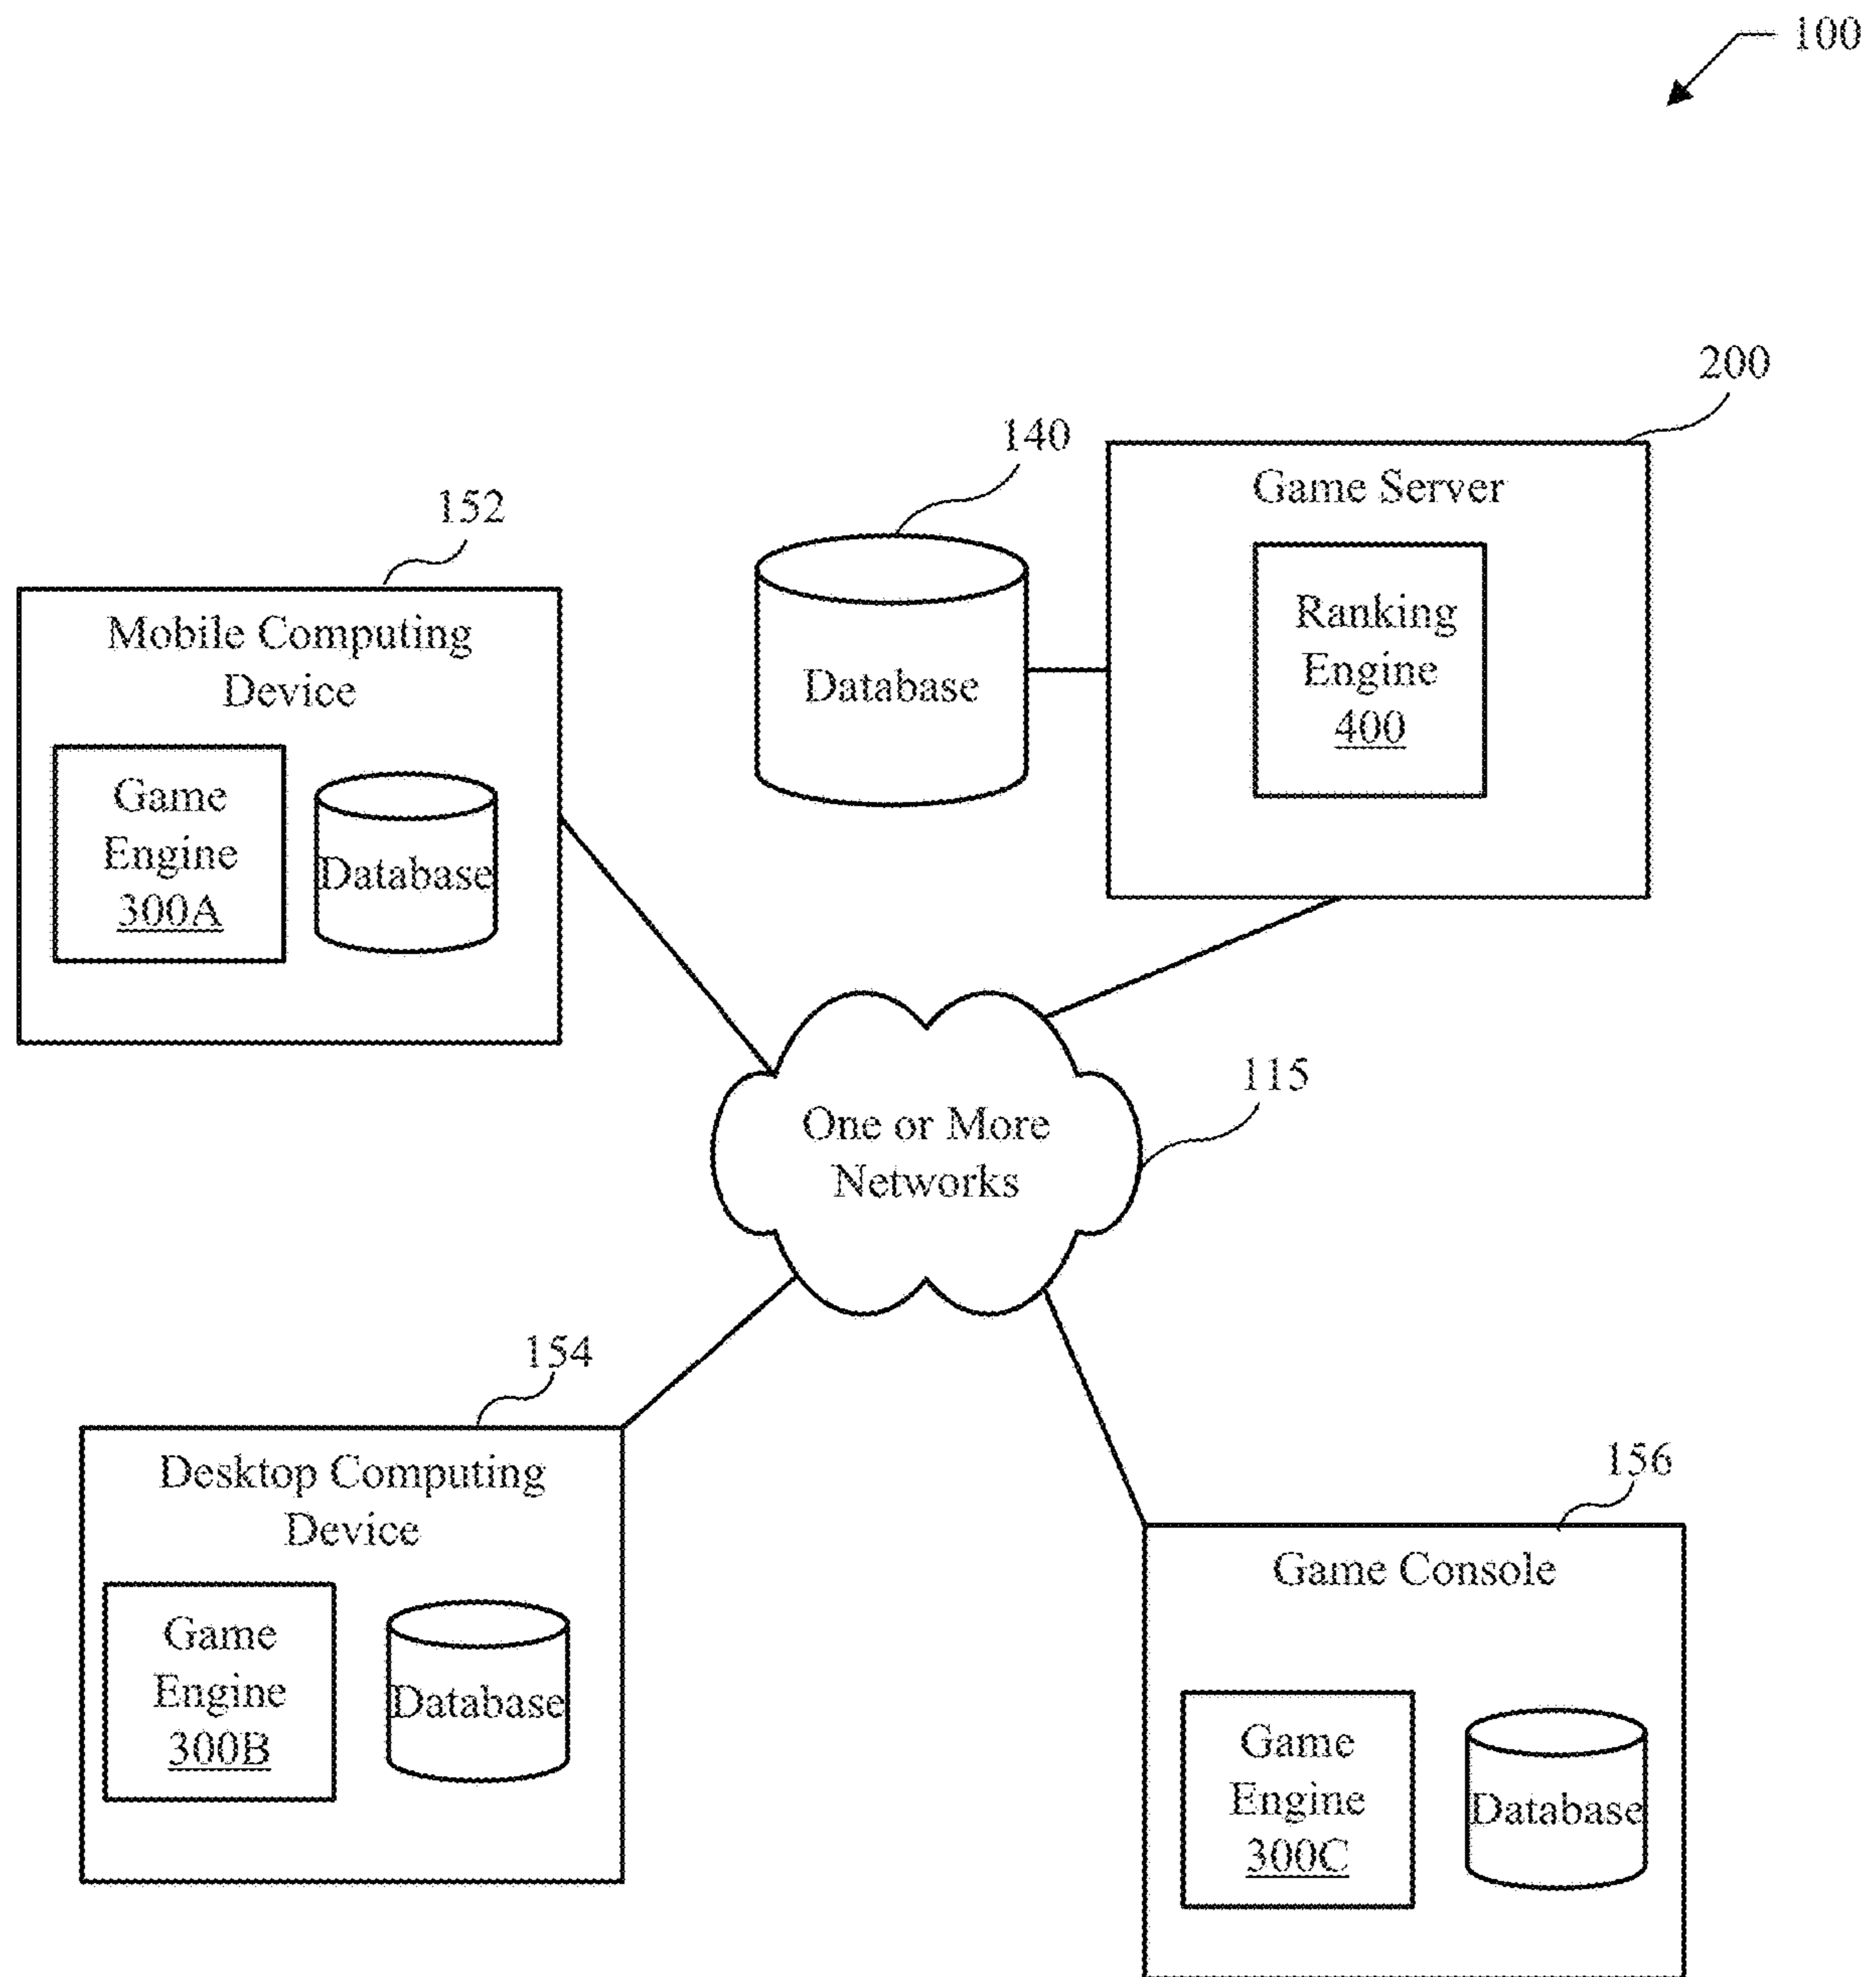 100
200
140
Game Server
152
Ranking
Engine
400
Mobile Computing
Device
Database
Game
Engine
300A
Database
115
One or More
Networks
154
Desktop Computing
Device
156
Game Console
Game
Engine
300B
Database
Game
Engine
300C
Database